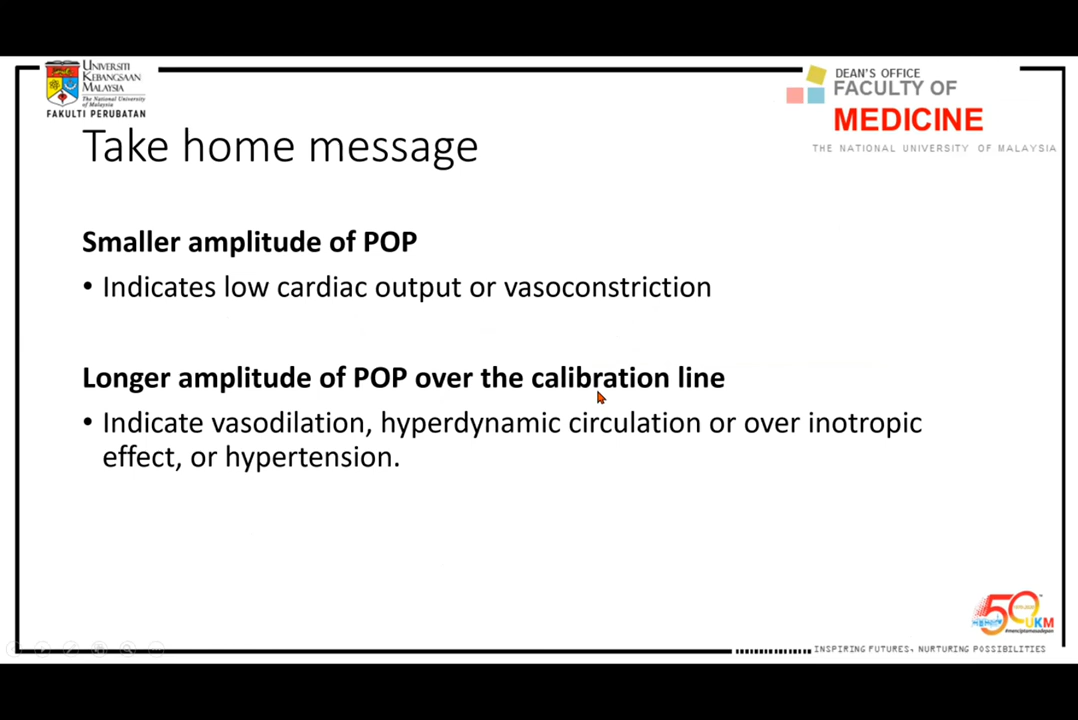 UNIVERSITI
KEBANGSAAN
MALAYSIA
The National University
of Malaysia
FAKULTI PERUBATAN
DEAN'S OFFICE
FACULTY OF
MEDICINE
THE NATIONAL UNIVERSITY OF MALAYSIA
Take home message
Smaller amplitude of POP
• Indicates low cardiac output or vasoconstriction
Longer amplitude of POP over the calibration line
• Indicate vasodilation, hyperdynamic circulation or over inotropic
effect, or hypertension.
50
UKM
INSPIRING FUTURES, NURTURING POSSIBILITIES